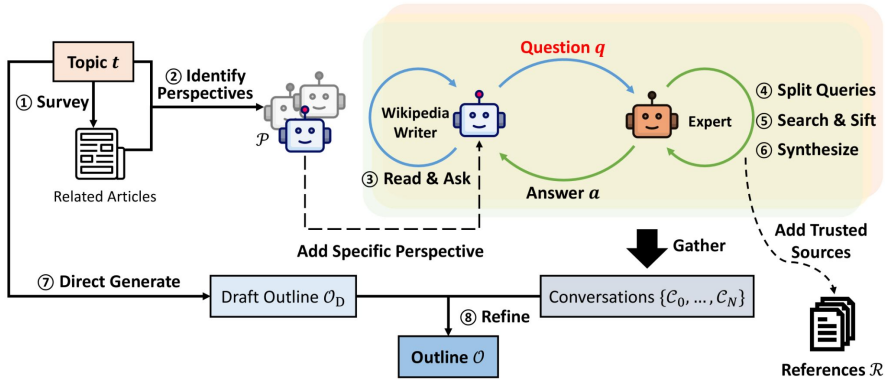 Topic t
① Survey
② Identify
Perspectives
Related Articles
𝒫
Question q
Wikipedia
Writer
Expert
③ Read & Ask
Answer a
④ Split Queries
⑤ Search & Sift
⑥ Synthesize
Add Specific Perspective
Gather
Add Trusted
Sources
⑦ Direct Generate
Draft Outline 𝒪_D
Conversations {𝒞₀, …, 𝒞_N}
⑧ Refine
Outline 𝒪
References ℛ